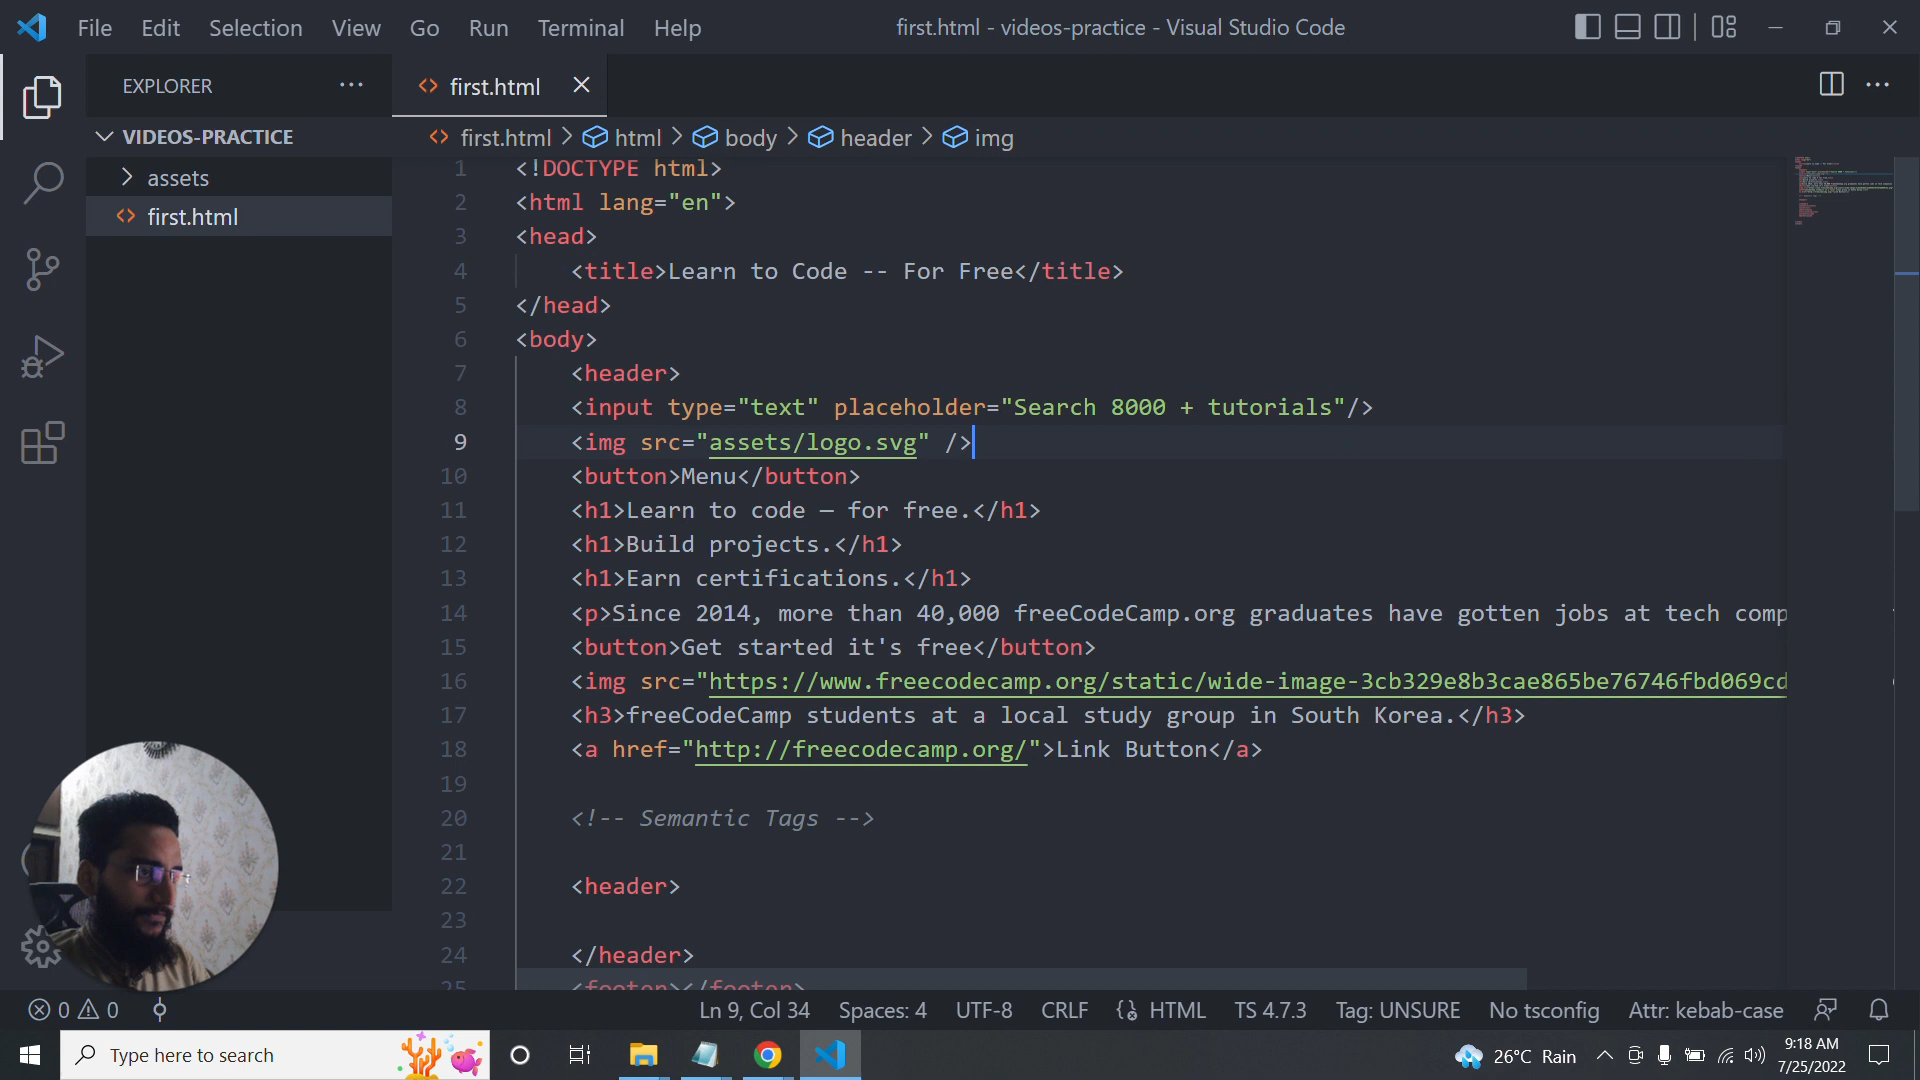 File Edit Selection View Go Run Terminal Help
first.html - videos-practice - Visual Studio Code
EXPLORER
first.html
VIDEOS-PRACTICE
first.html html body header img
assets
first.html
1 <!DOCTYPE html>
2 <html lang="en">
3 <head>
4 <title>Learn to Code -- For Free</title>
5 </head>
6 <body>
7 <header>
8 <input type="text" placeholder="Search 8000 + tutorials"/>
9 <img src="assets/logo.svg" />
10 <button>Menu</button>
11 <h1>Learn to code — for free.</h1>
12 <h1>Build projects.</h1>
13 <h1>Earn certifications.</h1>
14 <p>Since 2014, more than 40,000 freeCodeCamp.org graduates have gotten jobs at tech comp
15 <button>Get started it's free</button>
16 <img src="https://www.freecodecamp.org/static/wide-image-3cb329e8b3cae865be76746fbd069cd
17 <h3>freeCodeCamp students at a local study group in South Korea.</h3>
18 <a href="http://freecodecamp.org/">Link Button</a>
19
20 <!-- Semantic Tags -->
21
22 <header>
23
24 </header>
25 <footer></footer>
0 0
Ln 9, Col 34 Spaces: 4 UTF-8 CRLF HTML TS 4.7.3 Tag: UNSURE No tsconfig Attr: kebab-case
Type here to search
26°C Rain
9:18 AM
7/25/2022